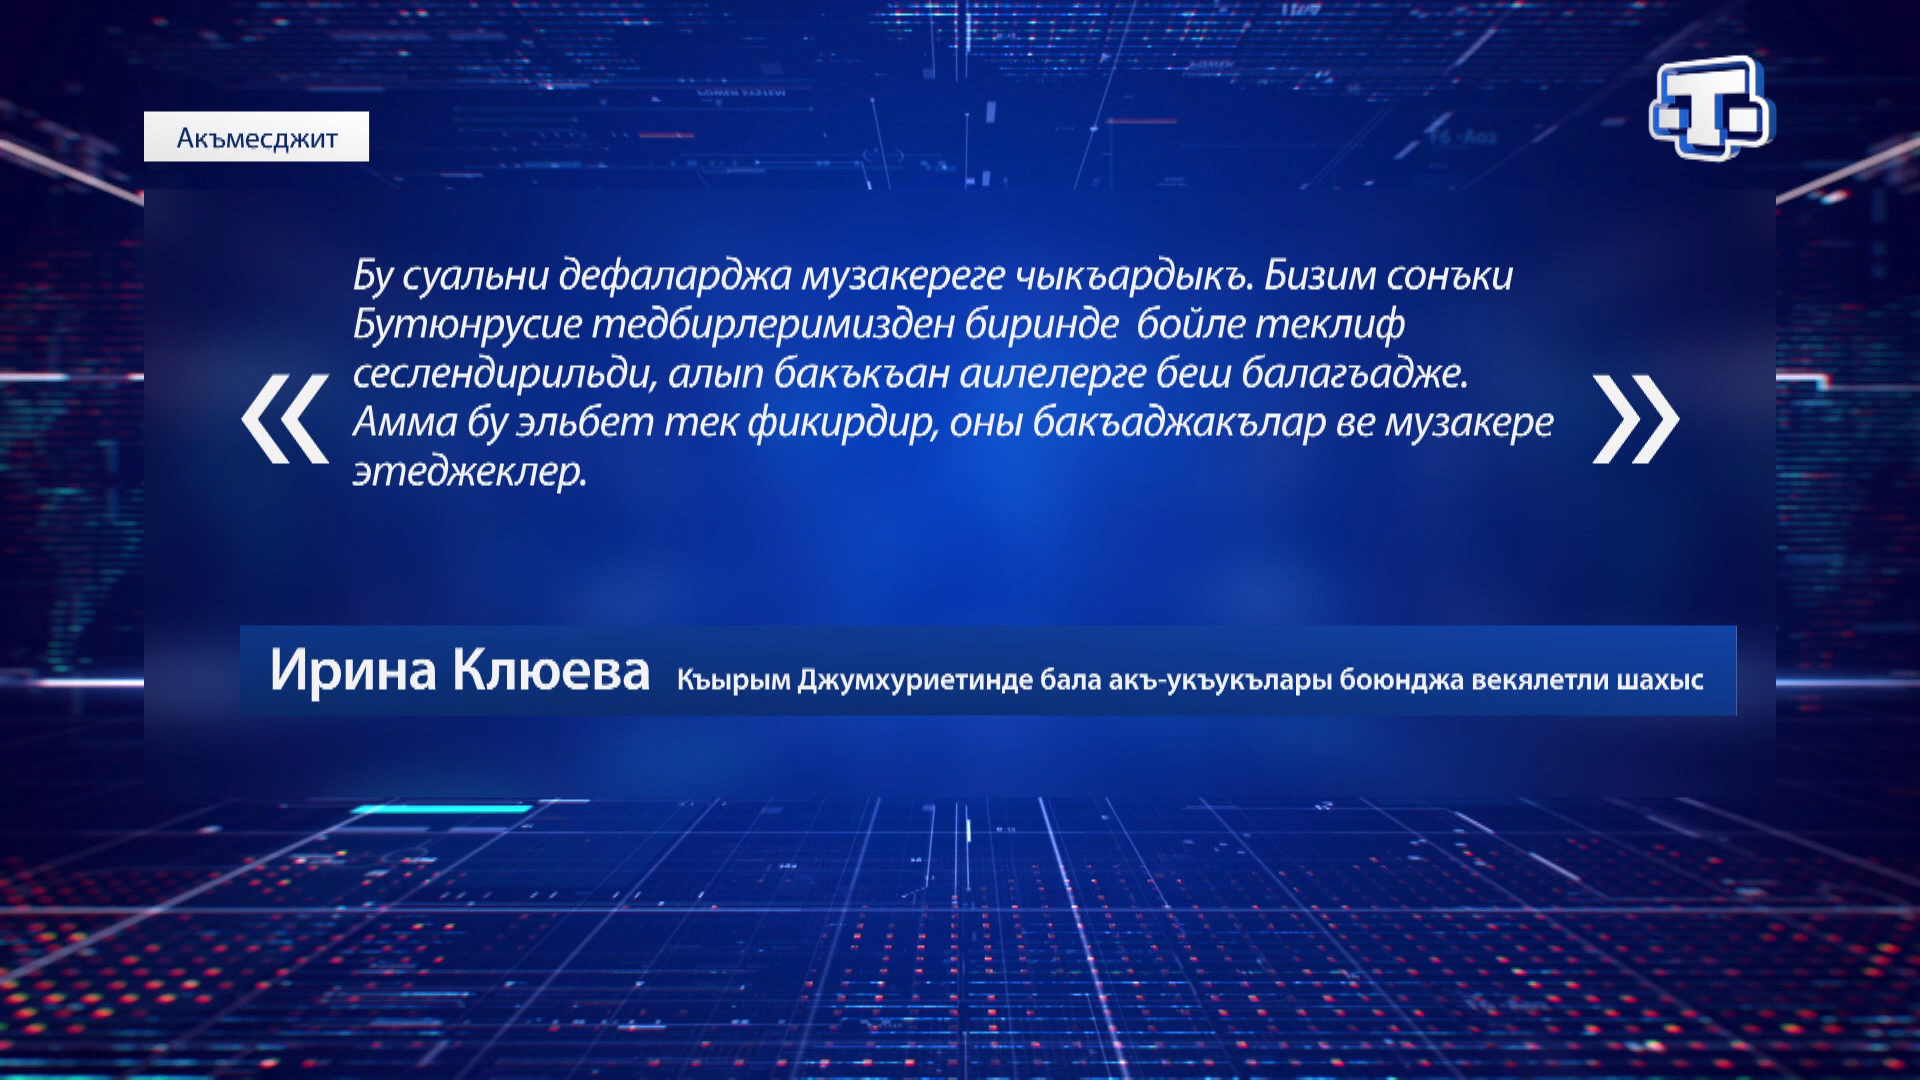 Акъмесджит
Т
Бу суальни дефаларджа музакереге чыкъардыкъ. Бизим сонъки
Бутюнрусие тедбирлеримизден биринде бойле теклиф
сеслендирильди, алып бакъкъан аилелерге беш балагъадже.
« Амма бу эльбет тек фикирдир, оны бакъаджакълар ве музакере »
этеджеклер.
Ирина Клюева Къырым Джумхуриетинде бала акъ-укъукълары боюнджа векялетли шахыс